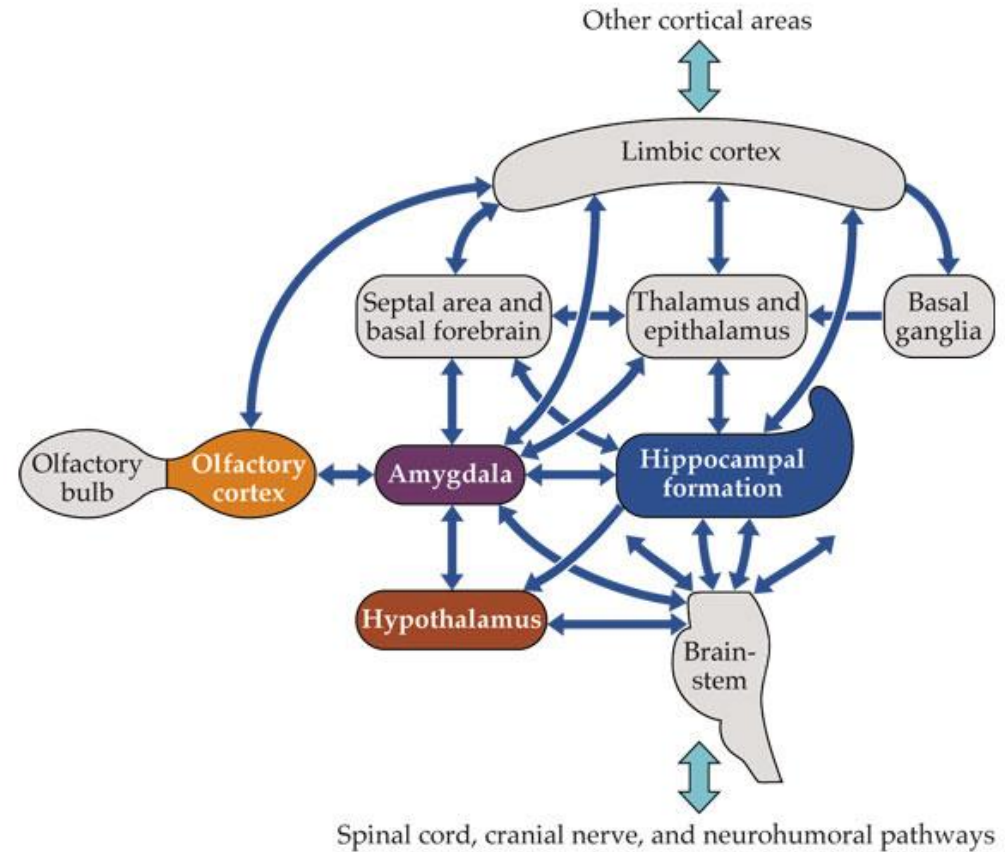 Other cortical areas
Limbic cortex
Septal area and
basal forebrain
Thalamus and
epithalamus
Basal
ganglia
Olfactory
bulb
Olfactory
cortex
Amygdala
Hippocampal
formation
Hypothalamus
Brain-
stem
Spinal cord, cranial nerve, and neurohumoral pathways